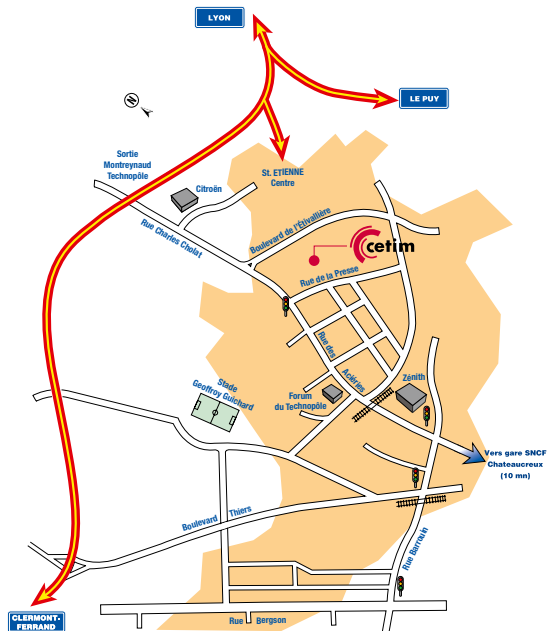 LYON
LE PUY
N
Sortie
Montreynaud
Technopôle
Citroën
St. ETIENNE
Centre
Rue Charles Cholat
Boulevard de l'Étivallière
cetim
Rue de la Presse
Rue des Aciéries
Stade
Geoffroy Guichard
Forum
du Technopôle
Zénith
Vers gare SNCF
Chateaucreux
(10 mn)
Boulevard Thiers
Rue Barrouin
CLERMONT-
FERRAND
Rue Bergson